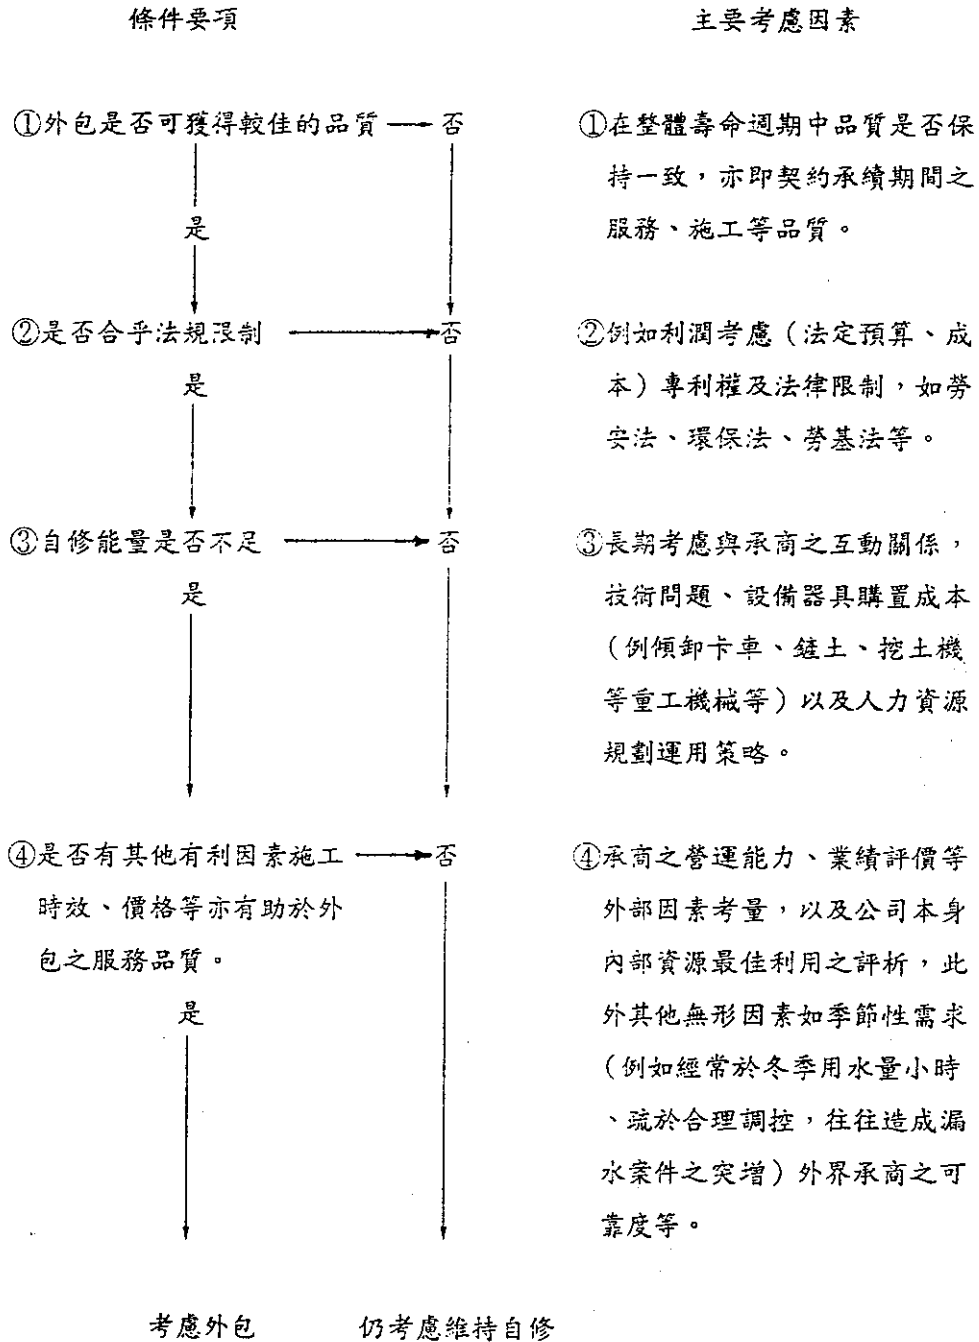 條件要項
主要考慮因素
①外包是否可獲得較佳的品質
否
是
②是否合乎法規限制
否
是
③自修能量是否不足
否
是
④是否有其他有利因素施工
時效、價格等亦有助於外
包之服務品質。
否
是
考慮外包
仍考慮維持自修
①在整體壽命週期中品質是否保
持一致，亦即契約承續期間之
服務、施工等品質。
②例如利潤考慮（法定預算、成
本）專利權及法律限制，如勞
安法、環保法、勞基法等。
③長期考慮與承商之互動關係，
技術問題、設備器具購置成本
（例傾卸卡車、鏟土、挖土機
等重工機械等）以及人力資源
規劃運用策略。
④承商之營運能力、業績評價等
外部因素考量，以及公司本身
內部資源最佳利用之評析，此
外其他無形因素如季節性需求
（例如經常於冬季用水量小時
、疏於合理調控，往往造成漏
水案件之突增）外界承商之可
靠度等。